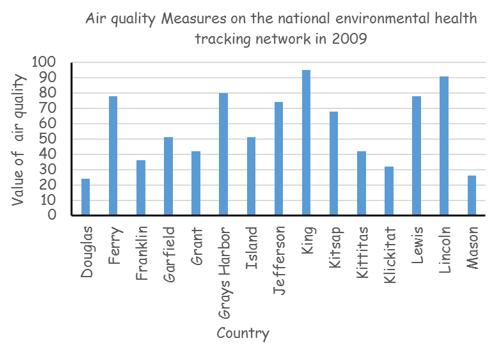 Air quality Measures on the national environmental health
tracking network in 2009
Value of air quality
100
90
80
70
60
50
40
30
20
10
0
Douglas
Ferry
Franklin
Garfield
Grant
Grays Harbor
Island
Jefferson
King
Kitsap
Kittitas
Klickitat
Lewis
Lincoln
Mason
Country